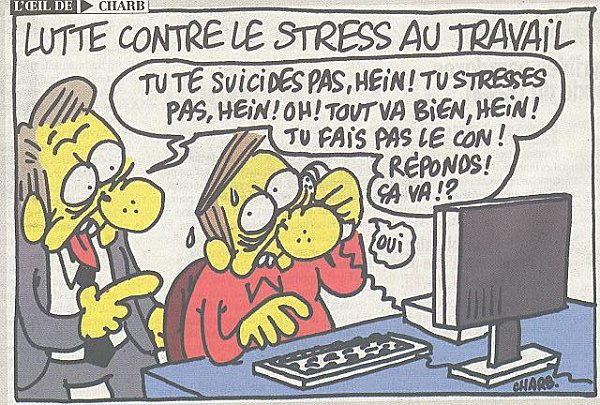 L'ŒIL DE ▶ CHARB
LUTTE CONTRE LE STRESS AU TRAVAIL
TU TE SUICIDES PAS, HEIN! TU STRESSES
PAS, HEIN! OH! TOUT VA BIEN, HEIN!
TU FAIS PAS LE CON!
RÉPONDS!
ÇA VA!?
OUI
CHARB.